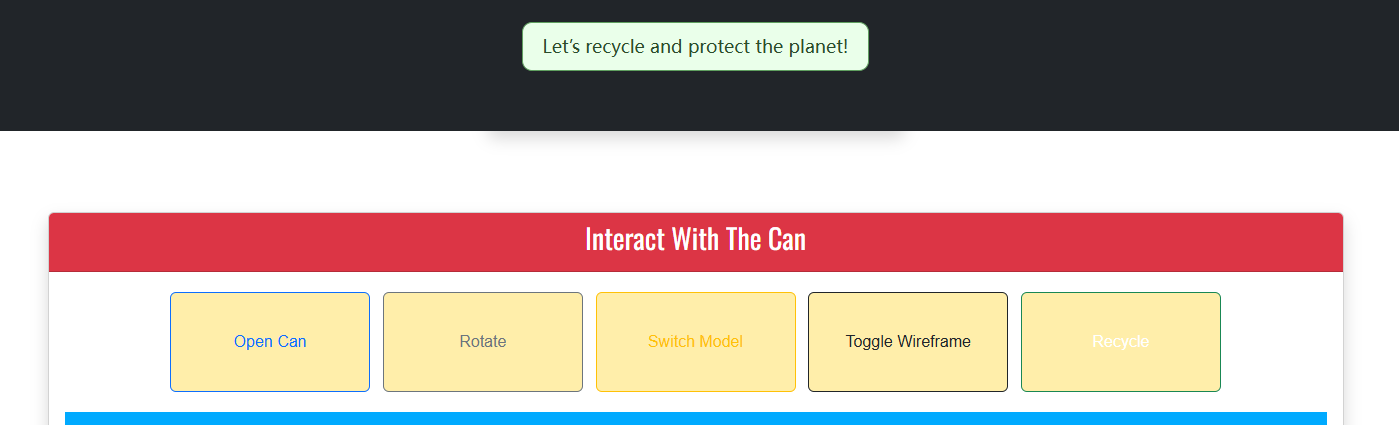 Let’s recycle and protect the planet!
Interact With The Can
Open Can
Rotate
Switch Model
Toggle Wireframe
Recycle